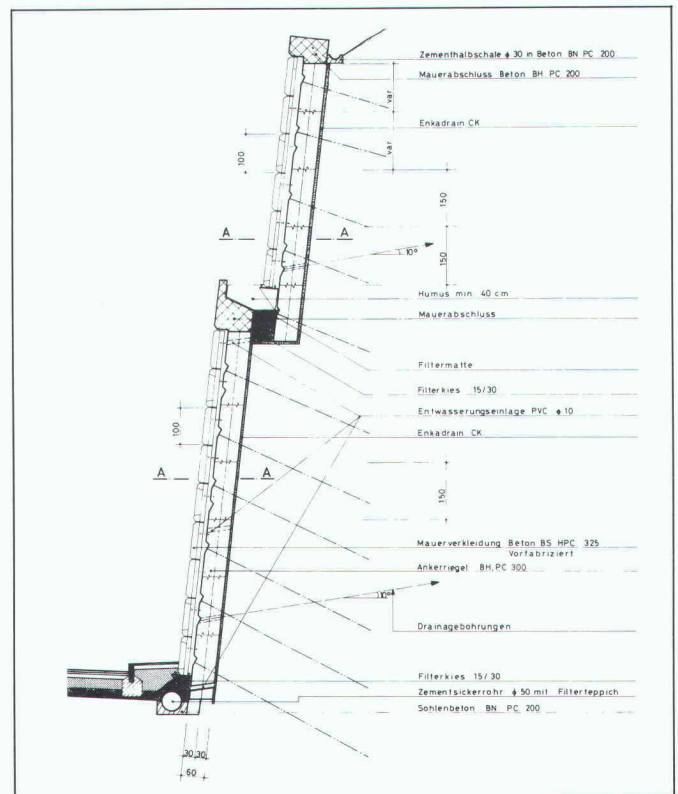 Zementhalbschale ϕ 30 in Beton BN PC 200
Mauerabschluss Beton BH PC 200
var
Enkadrain CK
var
100
150
A A
150
10°
Humus min. 40 cm
Mauerabschluss
Filtermatte
Filterkies 15/30
Entwasserungseinlage PVC ϕ 10
100
Enkadrain CK
A A
150
Mauerverkleidung Beton BS HPC 325
Vorfabriziert
Ankerriegel BH, PC 300
10°
Drainagebohrungen
Filterkies 15/30
Zementsickerrohr ϕ 50 mit Filterteppich
Sohlenbeton BN PC 200
30 30
60